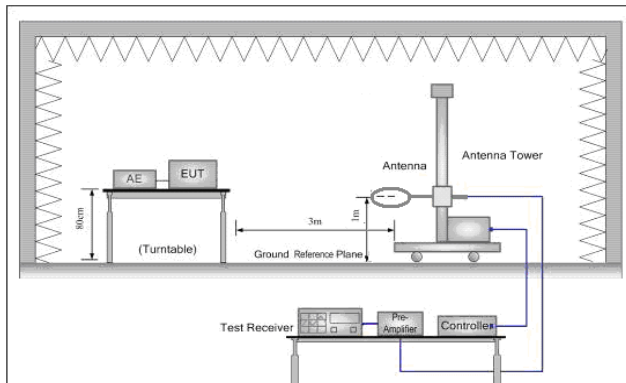 Antenna
Antenna Tower
AE
EUT
80cm
(Turntable)
3m
1m
Ground Reference Plane
Test Receiver
Pre-
Amplifier
Controller